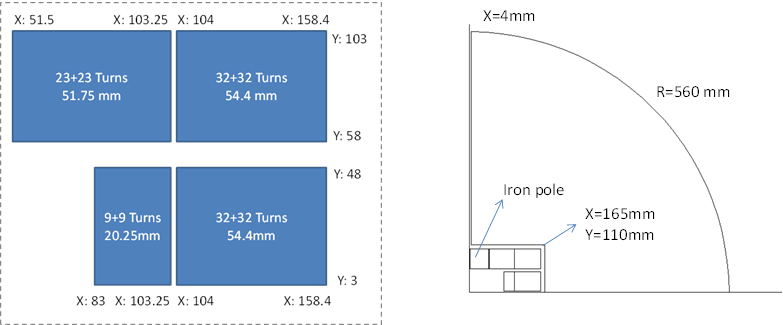 X: 51.5
X: 103.25
X: 104
X: 158.4
Y: 103
23+23 Turns
51.75 mm
32+32 Turns
54.4 mm
Y: 58
Y: 48
9+9 Turns
20.25mm
32+32 Turns
54.4mm
Y: 3
X: 83
X: 103.25
X: 104
X: 158.4
X=4mm
R=560 mm
Iron pole
X=165mm
Y=110mm